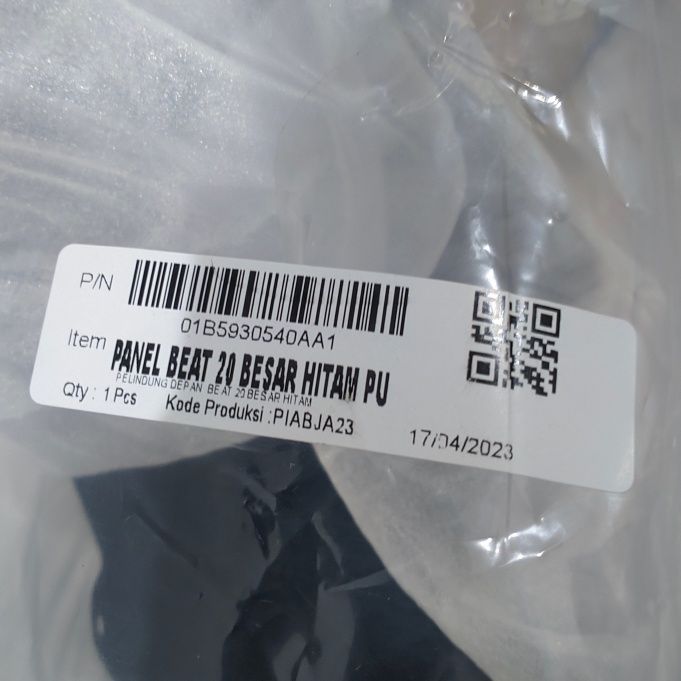 P/N
01B5930540AA1
Item PANEL BEAT 20 BESAR HITAM PU
PELINDUNG DEPAN BEAT 20 BESAR HITAM
Qty : 1 Pcs Kode Produksi :PIABJA23
17/04/2023